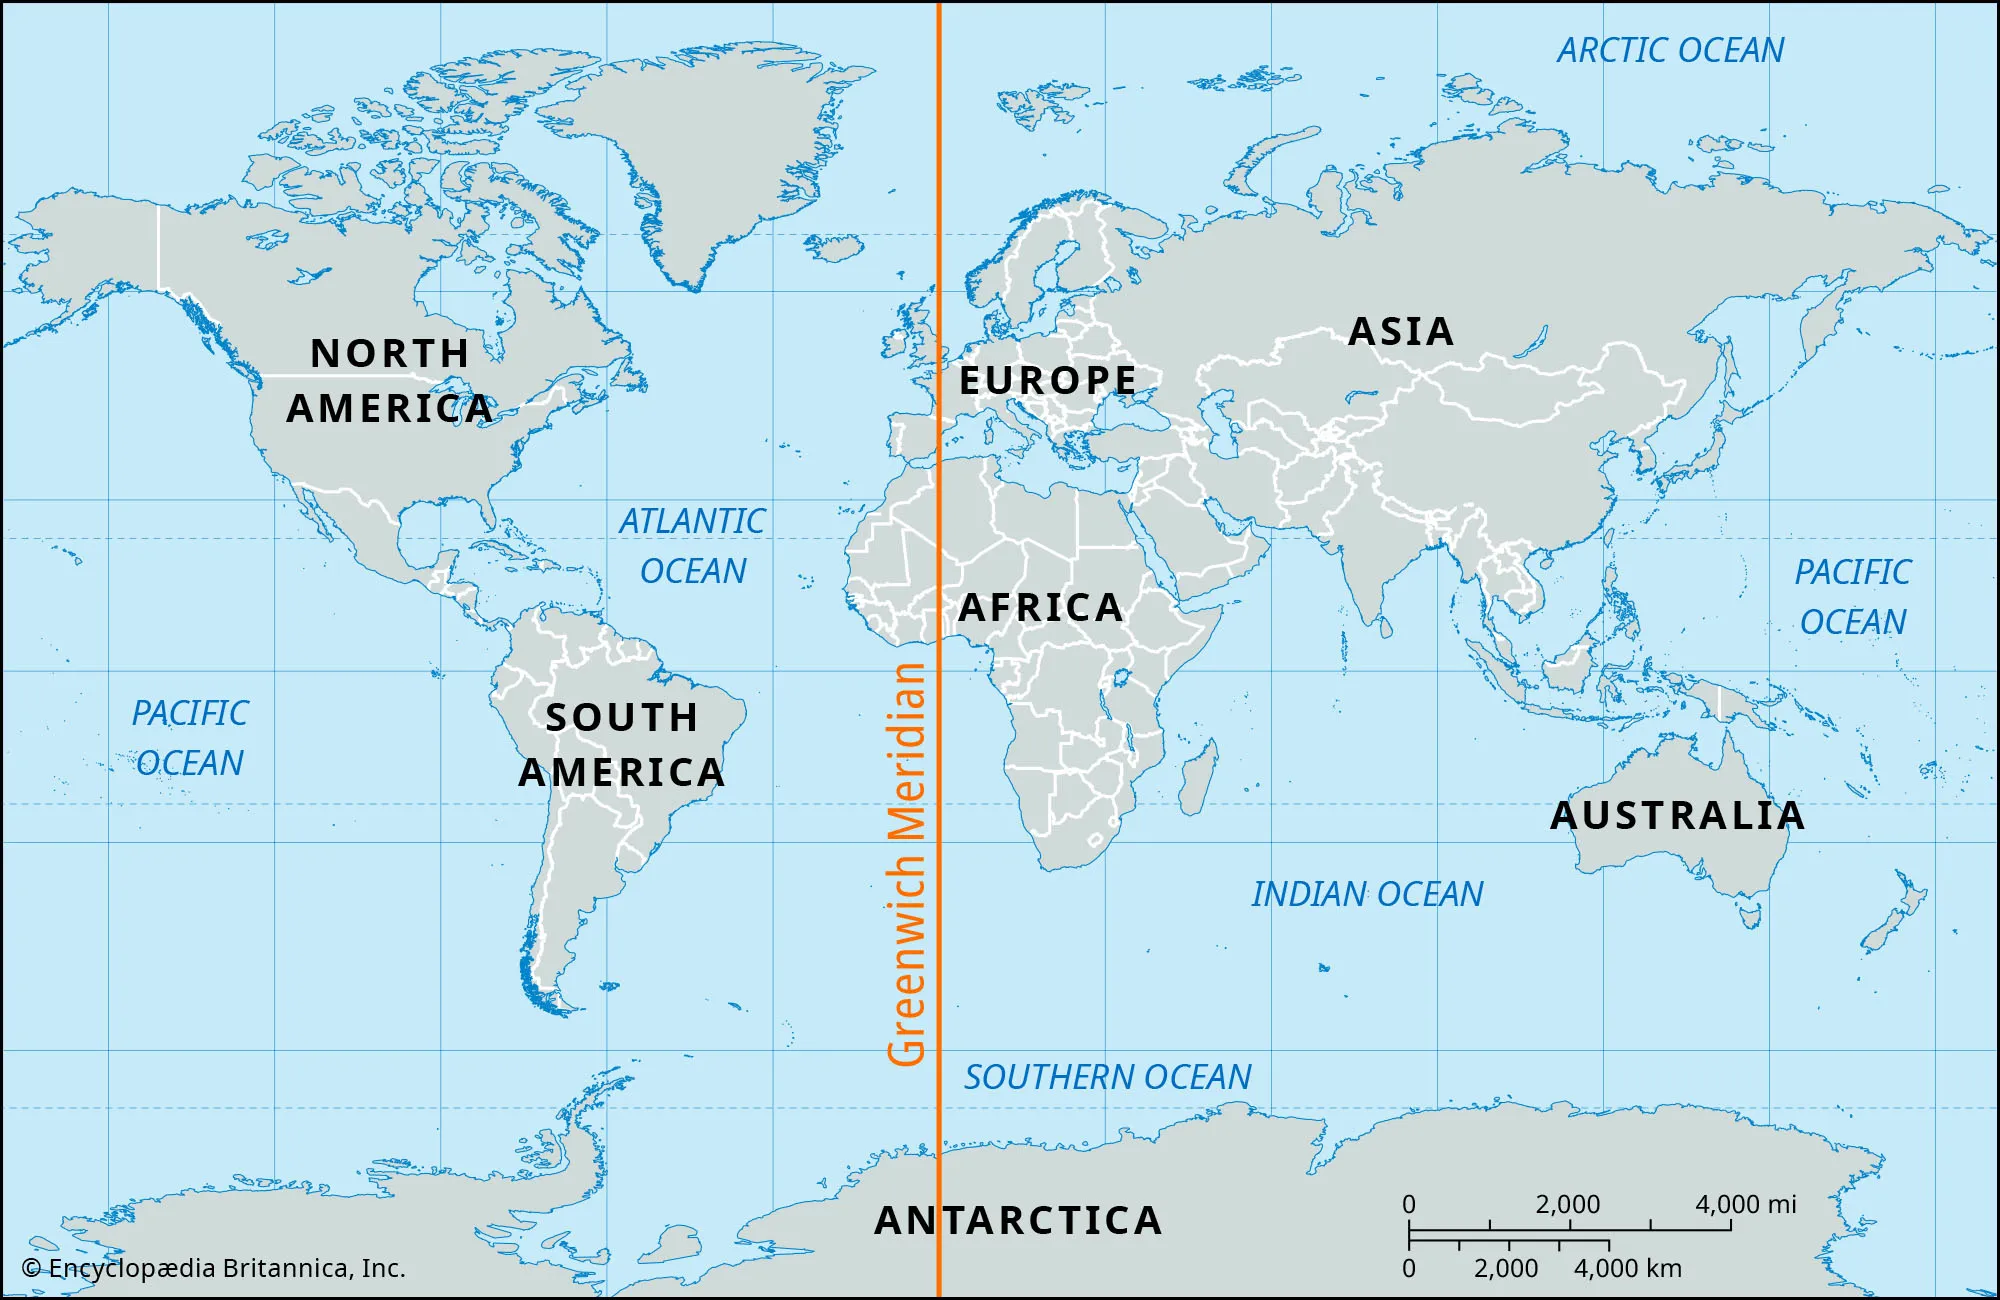 ARCTIC OCEAN
NORTH
AMERICA
ASIA
EUROPE
ATLANTIC
OCEAN
PACIFIC
OCEAN
AFRICA
PACIFIC
OCEAN
SOUTH
AMERICA
Greenwich Meridian
AUSTRALIA
INDIAN OCEAN
SOUTHERN OCEAN
ANTARCTICA
0 2,000 4,000 mi
0 2,000 4,000 km
© Encyclopædia Britannica, Inc.